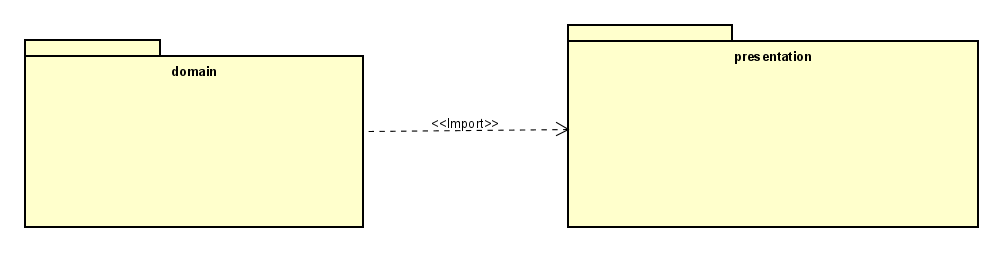 domain
presentation
<<Import>>